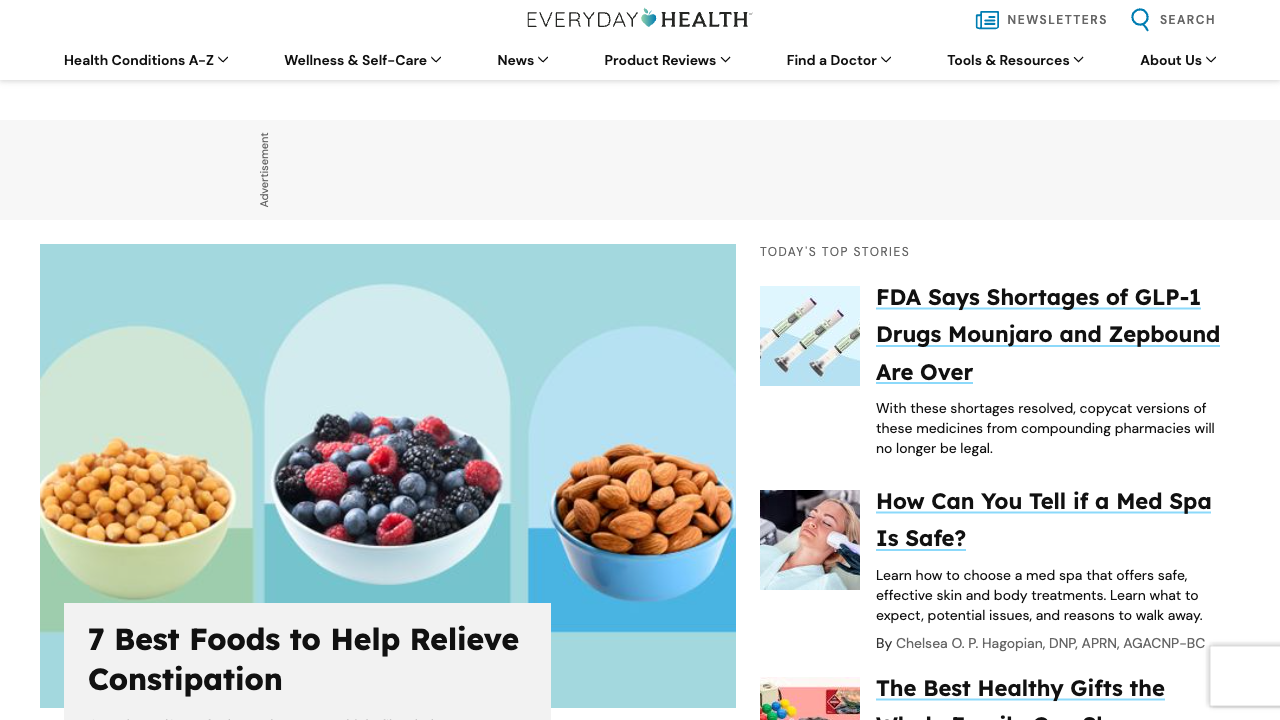 EVERYDAY HEALTH
NEWSLETTERS
SEARCH
Health Conditions A-Z
Wellness & Self-Care
News
Product Reviews
Find a Doctor
Tools & Resources
About Us
Advertisement
7 Best Foods to Help Relieve
Constipation
TODAY'S TOP STORIES
FDA Says Shortages of GLP-1
Drugs Mounjaro and Zepbound
Are Over
With these shortages resolved, copycat versions of
these medicines from compounding pharmacies will
no longer be legal.
How Can You Tell if a Med Spa
Is Safe?
Learn how to choose a med spa that offers safe,
effective skin and body treatments. Learn what to
expect, potential issues, and reasons to walk away.
By Chelsea O. P. Hagopian, DNP, APRN, AGACNP-BC
The Best Healthy Gifts the